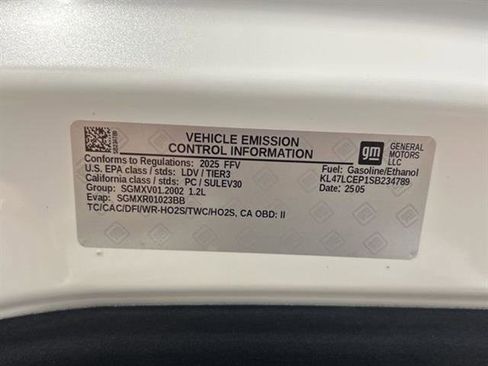 VEHICLE EMISSION
CONTROL INFORMATION
gm
GENERAL
MOTORS
LLC
Conforms to Regulations: 2025 FFV
Fuel: Gasoline/Ethanol
U.S. EPA class / stds: LDV / TIER3
KL47LCEP1SB234789
California class / stds: PC / SULEV30
Date: 2505
Group: SGMXV01.2002 1.2L
Evap: SGMXR01023BB
TC/CAC/DFI/WR-HO2S/TWC/HO2S, CA OBD: II